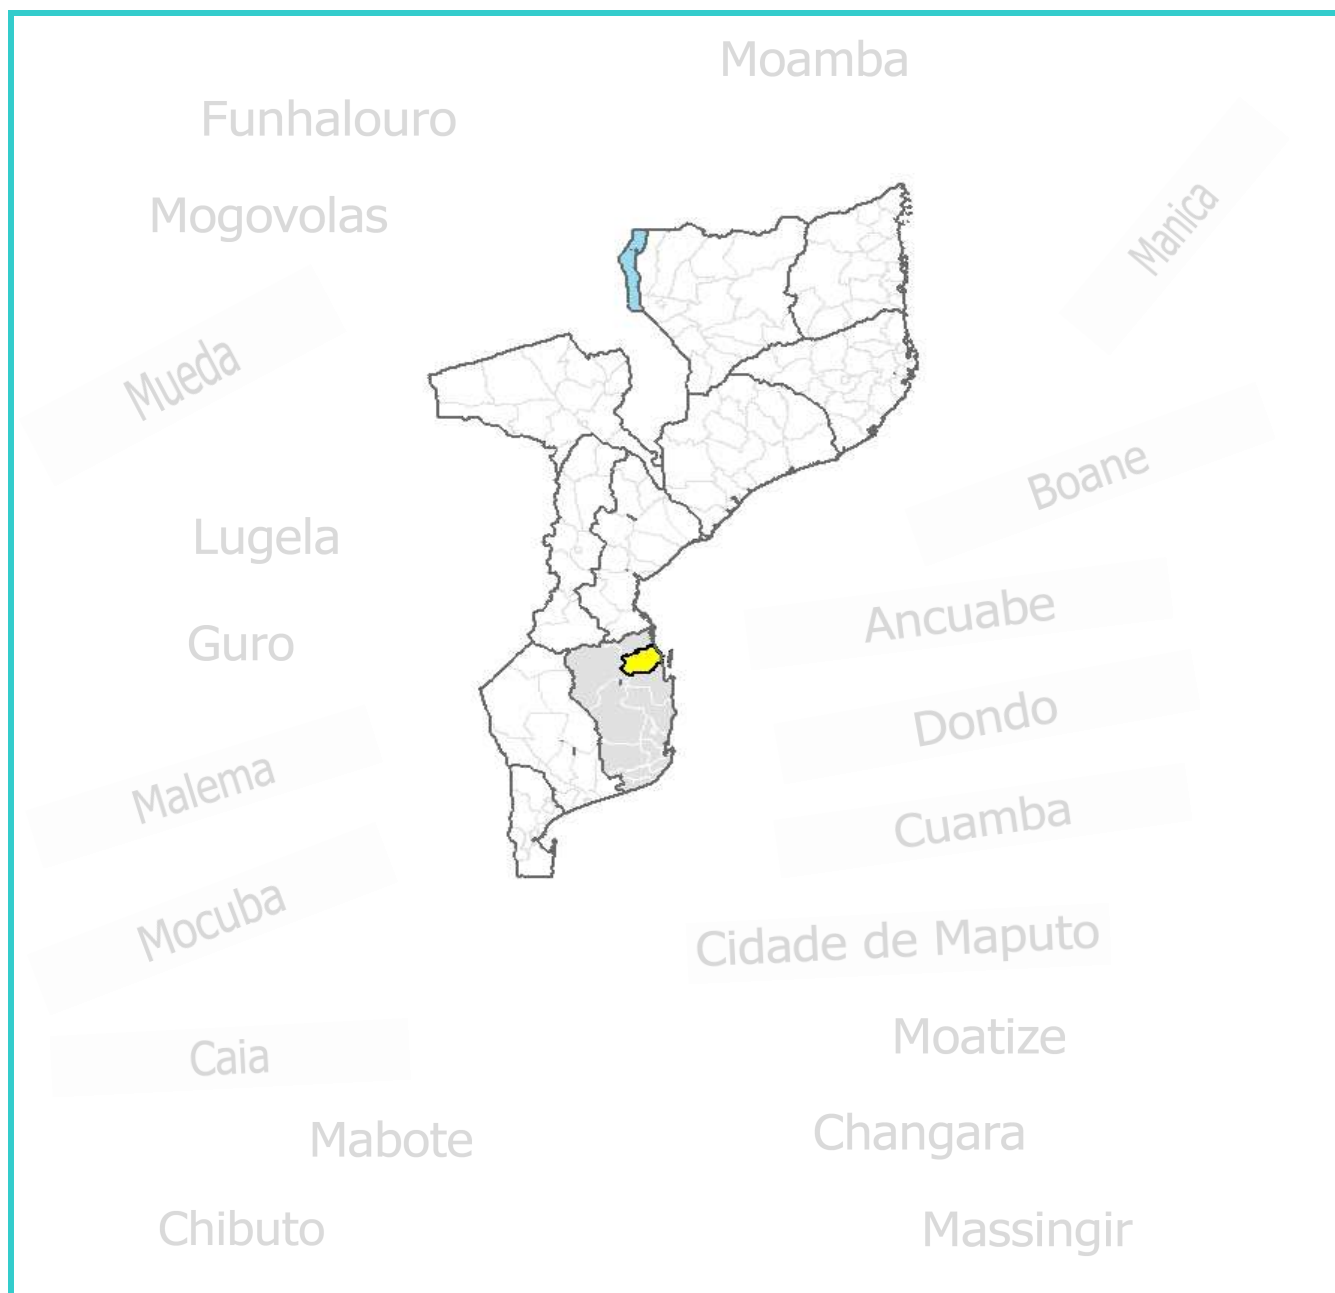 Moamba
Funhalouro
Manica
Mogovolas
Mueda
Boane
Lugela
Ancuabe
Guro
Dondo
Malema
Cuamba
Mocuba
Cidade de Maputo
Moatize
Caia
Changara
Mabote
Chibuto
Massingir